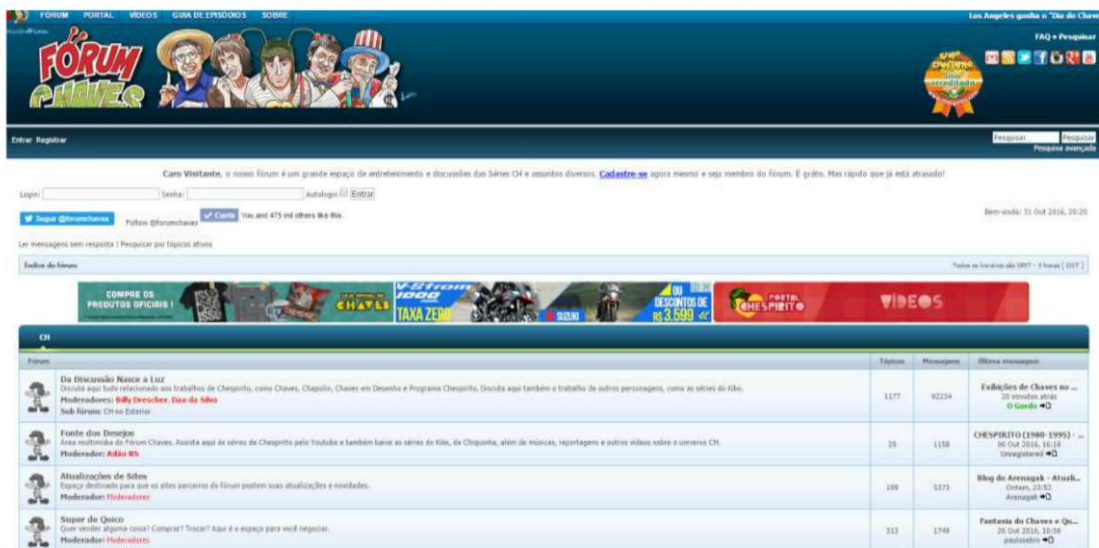 FÓRUM PORTAL VÍDEOS GUIA DE EPISÓDIOS SOBRE
Los Angeles ganha o "Dia do Chave
FAQ • Pesquisar
FÓRUM
CHAVES
acreditado
Entrar Registrar
Pesquisar Pesquisar
Pesquisa avançada
Caro Visitante, o nosso fórum é um grande espaço de entretenimento e discussões das Séries CH e assuntos diversos. Cadastre-se agora mesmo e seja membro do fórum. É grátis. Mais rápido que já está atrasado!
Login: Senha: Autologin Entrar
Seguir @forumchaves Follow @forumchaves Curtir You and 475 mil others like this.
Bem-vindo: 31 Out 2016, 20:20
Ler mensagens sem resposta | Pesquisar por tópicos ativos
Índice do fórum
Todos os horários são GMT - 3 horas [ DST ]
COMPRE OS
PRODUTOS OFICIAIS !
CHAVES
V-Strom
1000
TAXA ZERO
SUZUKI
OU
DESCONTOS DE
R$ 3.599
PORTAL
CHESPIRITO
VÍDEOS
CH
Fórum Tópicos Mensagens Última mensagem
Da Discussão Nasce a Luz
Discuta aqui tudo relacionado aos trabalhos de Chespirito, como Chaves, Chapolin, Chaves em Desenho e Programa Chespirito. Discuta aqui também o trabalho de outros personagens, como as séries do Kiko.
Moderadores: Billy Drescher, Dan da Silva
Sub fórum: CH no Exterior
1177 92234
Exibições de Chaves no ...
20 minutos atrás
O Gordo
Fonte dos Desejos
Área multimídia do Fórum Chaves. Assista aqui às séries de Chespirito pelo Youtube e também baixe as séries do Kiko, da Chiquinha, além de músicas, reportagens e outros vídeos sobre o universo CH.
Moderador: Adão RS
25 1158
CHESPIRITO (1980-1995) - ...
06 Out 2016, 16:18
Unregistered
Atualizações de Sites
Espaço destinado para que os sites parceiros do fórum postem suas atualizações e novidades.
Moderador: Moderadores
5373
Blog do Arenagak - Atuali...
Ontem, 23:53
Arenagak
Super de Quico
Quer vender alguma coisa? Comprar? Trocar? Aqui é o espaço para você negociar.
Moderador: Moderadores
313 1749
Fantasia do Chaves e Qu...
28 Out 2016, 10:56